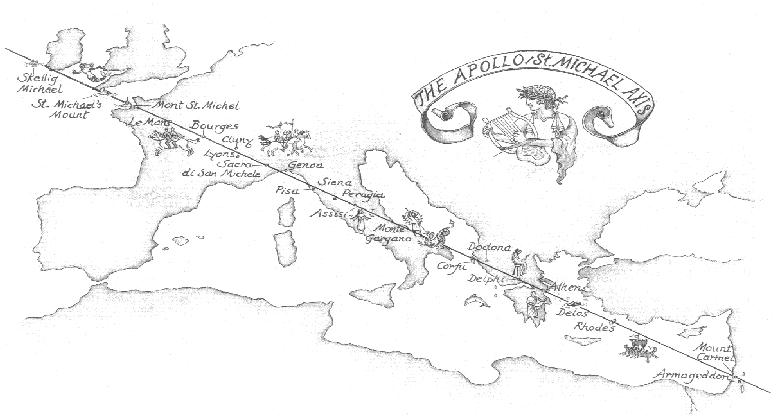 THE APOLLO/St. MICHAEL AXIS
Skellig
Michael
St. Michael's
Mount
Mont St. Michel
Le Mans
Bourges
Cluny
Lyons
Sacra
di San Michele
Genoa
Pisa
Siena
Perugia
Assisi
Monte
Gargano
Dodona
Corfu
Delphi
Athens
Delos
Rhodes
Mount
Carmel
Armageddon